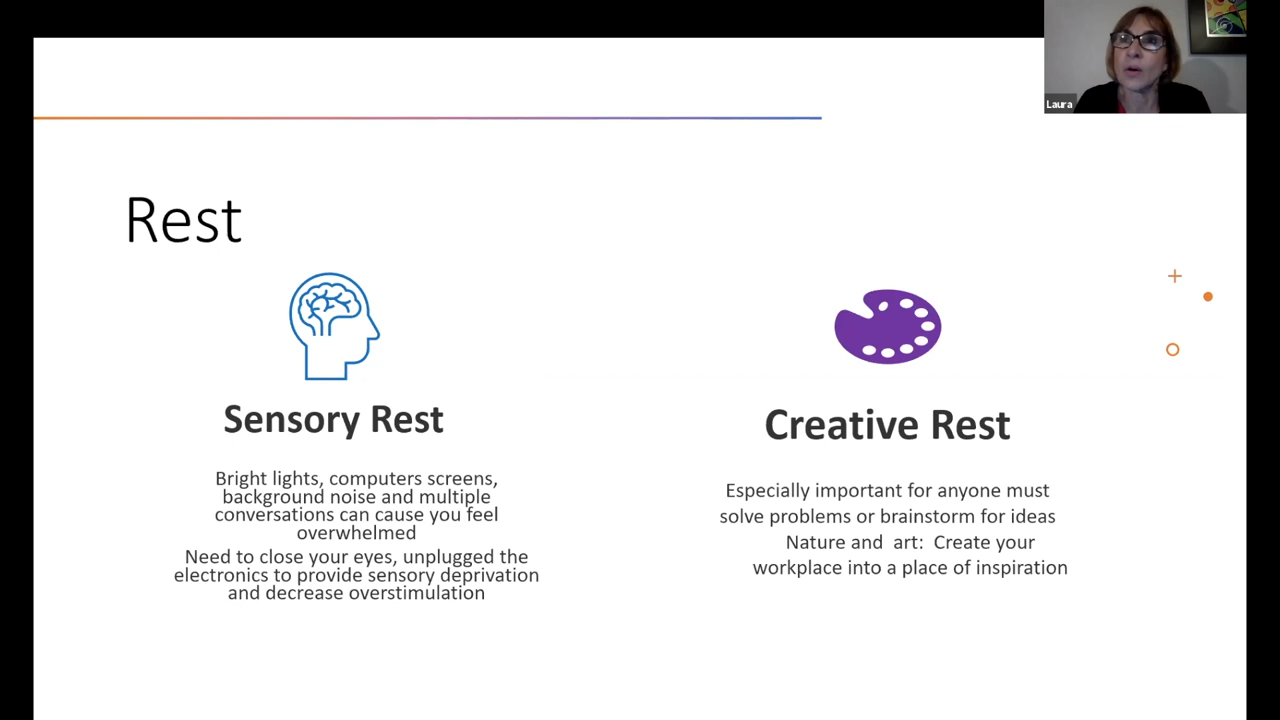 Laura
Rest
Sensory Rest
Bright lights, computers screens,
background noise and multiple
conversations can cause you feel
overwhelmed
Need to close your eyes, unplugged the
electronics to provide sensory deprivation
and decrease overstimulation
Creative Rest
Especially important for anyone must
solve problems or brainstorm for ideas
Nature and art: Create your
workplace into a place of inspiration